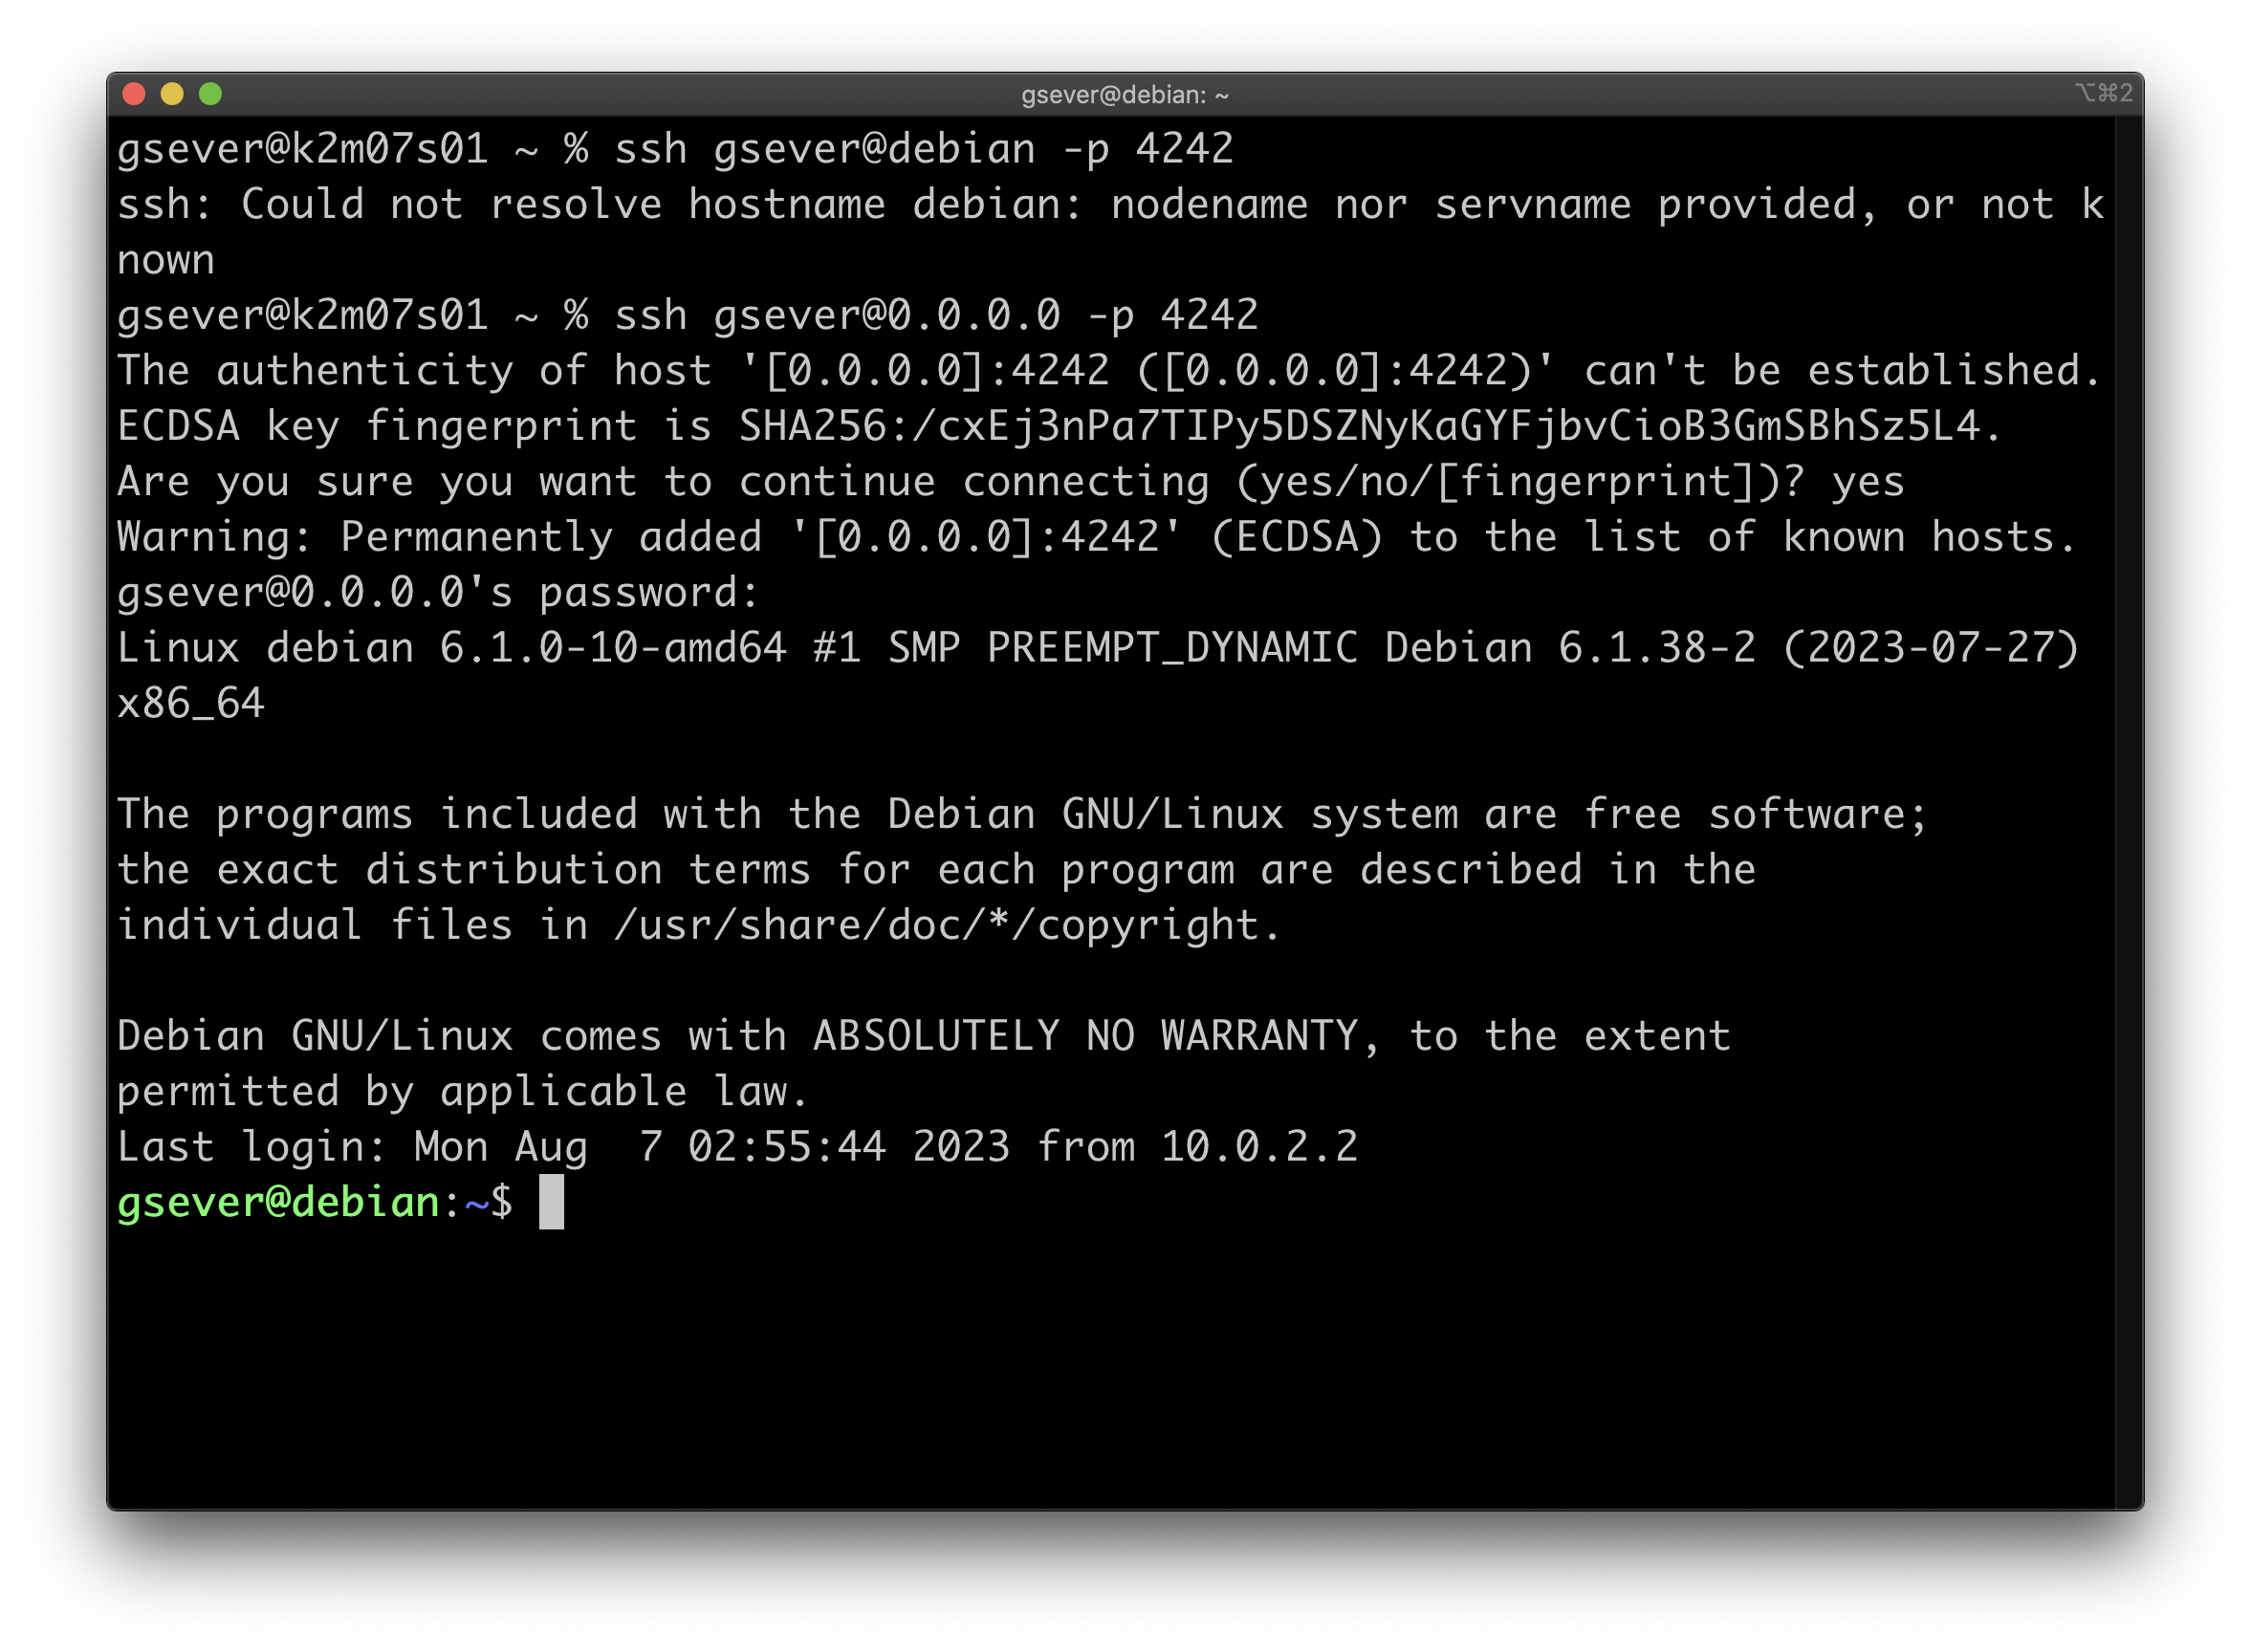 gsever@debian: ~
⌥⌘2
gsever@k2m07s01 ~ % ssh gsever@debian -p 4242
ssh: Could not resolve hostname debian: nodename nor servname provided, or not k
nown
gsever@k2m07s01 ~ % ssh gsever@0.0.0.0 -p 4242
The authenticity of host '[0.0.0.0]:4242 ([0.0.0.0]:4242)' can't be established.
ECDSA key fingerprint is SHA256:/cxEj3nPa7TIPy5DSZNyKaGYFjbvCioB3GmSBhSz5L4.
Are you sure you want to continue connecting (yes/no/[fingerprint])? yes
Warning: Permanently added '[0.0.0.0]:4242' (ECDSA) to the list of known hosts.
gsever@0.0.0.0's password:
Linux debian 6.1.0-10-amd64 #1 SMP PREEMPT_DYNAMIC Debian 6.1.38-2 (2023-07-27)
x86_64

The programs included with the Debian GNU/Linux system are free software;
the exact distribution terms for each program are described in the
individual files in /usr/share/doc/*/copyright.

Debian GNU/Linux comes with ABSOLUTELY NO WARRANTY, to the extent
permitted by applicable law.
Last login: Mon Aug  7 02:55:44 2023 from 10.0.2.2
gsever@debian:~$